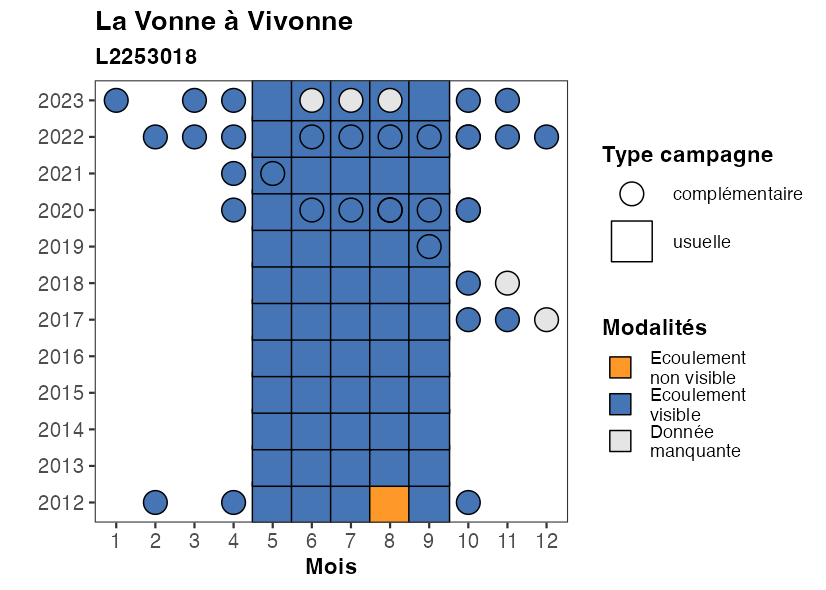 La Vonne à Vivonne
L2253018
2023
2022
2021
2020
2019
2018
2017
2016
2015
2014
2013
2012
1 2 3 4 5 6 7 8 9 10 11 12
Mois
Type campagne
complémentaire
usuelle
Modalités
Ecoulement
non visible
Ecoulement
visible
Donnée
manquante